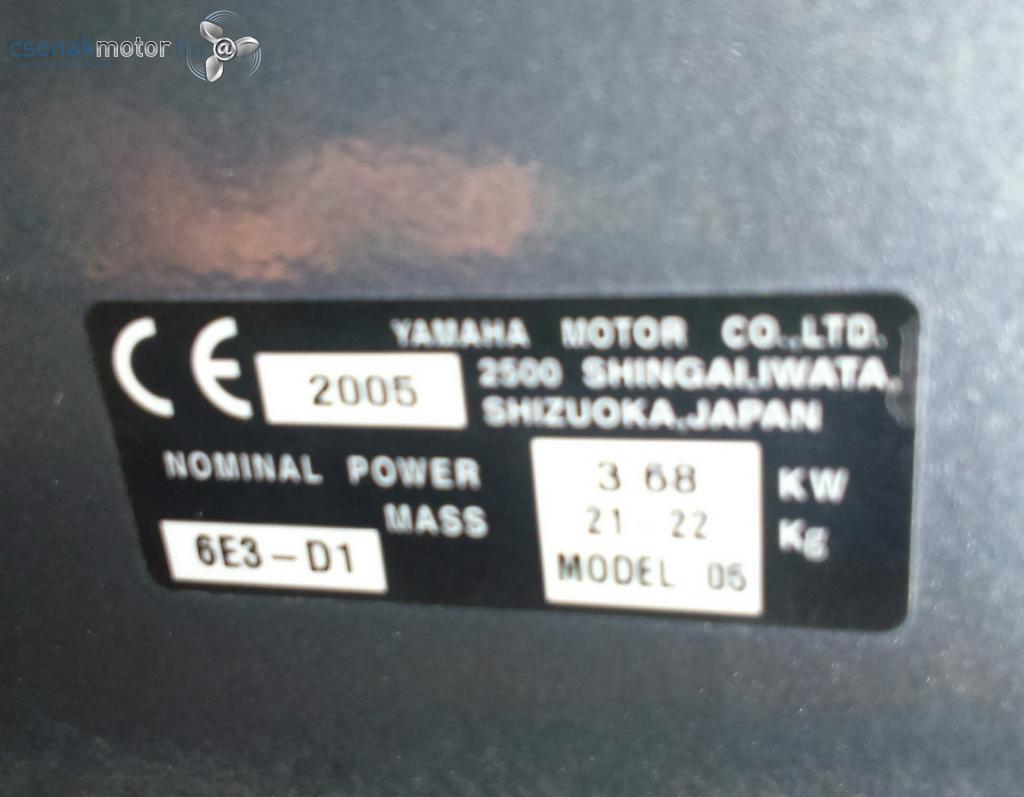 csonakmotor.hu
CE
YAMAHA MOTOR CO.,LTD.
2005
2500 SHINGAI,IWATA,
SHIZUOKA,JAPAN
NOMINAL POWER 3 68 KW
MASS 21-22 Kg
6E3-D1
MODEL 05